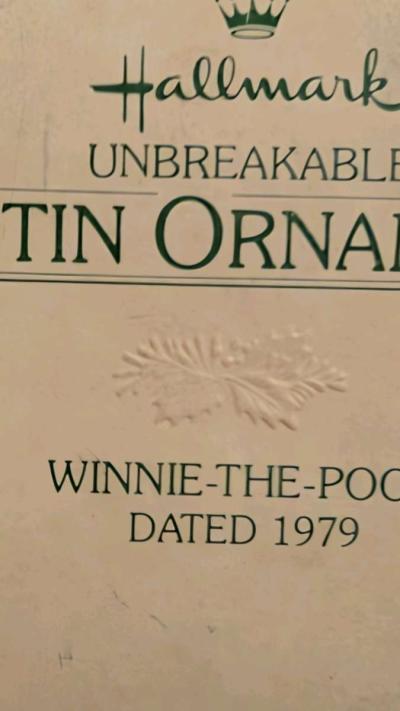 Hallmark
UNBREAKABLE
TIN ORNA
WINNIE-THE-POO
DATED 1979